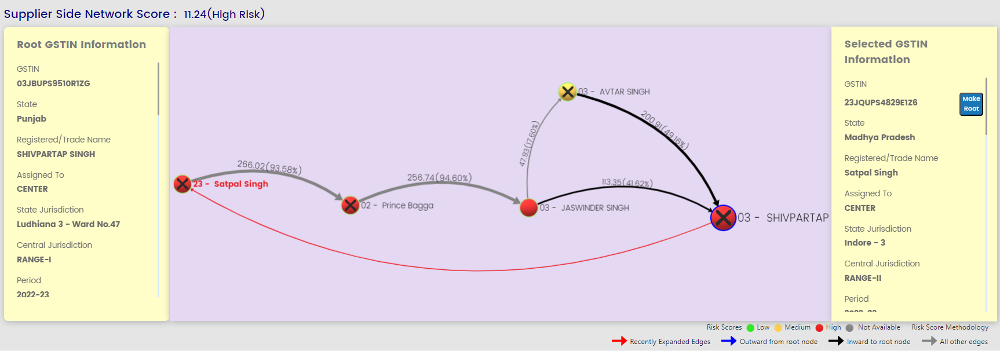 Supplier Side Network Score : 11.24(High Risk)
Root GSTIN Information
GSTIN
03JBUPS9510R1ZG
State
Punjab
Registered/Trade Name
SHIVPARTAP SINGH
Assigned To
CENTER
State Jurisdiction
Ludhiana 3 - Ward No.47
Central Jurisdiction
RANGE-I
Period
2022-23
03 - AVTAR SINGH
200.91(49.16%)
47.93(17.60%)
266.02(93.58%)
23 - Satpal Singh
256.74(94.60%)
113.35(41.62%)
02 - Prince Bagga
03 - JASWINDER SINGH
03 - SHIVPARTAP
Selected GSTIN
Information
GSTIN
23JQUPS4829E1Z6
Make
Root
State
Madhya Pradesh
Registered/Trade Name
Satpal Singh
Assigned To
CENTER
State Jurisdiction
Indore - 3
Central Jurisdiction
RANGE-II
Period
2022-23
Risk Scores Low Medium High Not Available Risk Score Methodology
Recently Expanded Edges Outward from root node Inward to root node All other edges